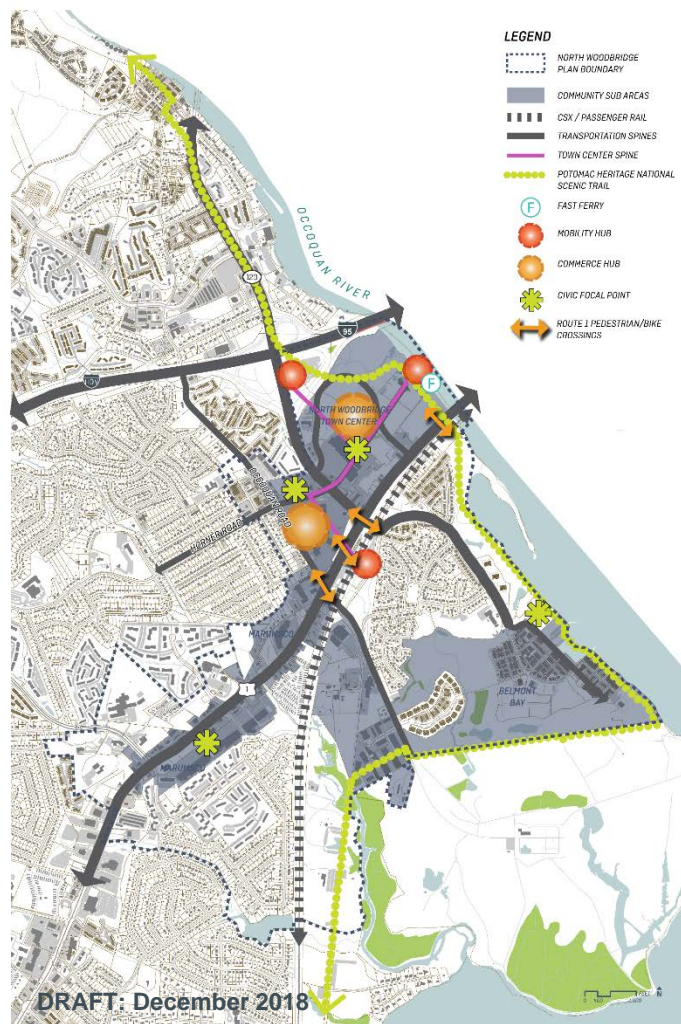 LEGEND
NORTH WOODBRIDGE
PLAN BOUNDARY
COMMUNITY SUB AREAS
CSX / PASSENGER RAIL
TRANSPORTATION SPINES
TOWN CENTER SPINE
POTOMAC HERITAGE NATIONAL
SCENIC TRAIL
F
FAST FERRY
MOBILITY HUB
COMMERCE HUB
CIVIC FOCAL POINT
ROUTE 1 PEDESTRIAN/BIKE
CROSSINGS
OCCOQUAN RIVER
123
95
F
NORTH WOODBRIDGE
TOWN CENTER
HORNER ROAD
MARUMSCO
1
BELMONT
BAY
MARUMSCO
DRAFT: December 2018
N